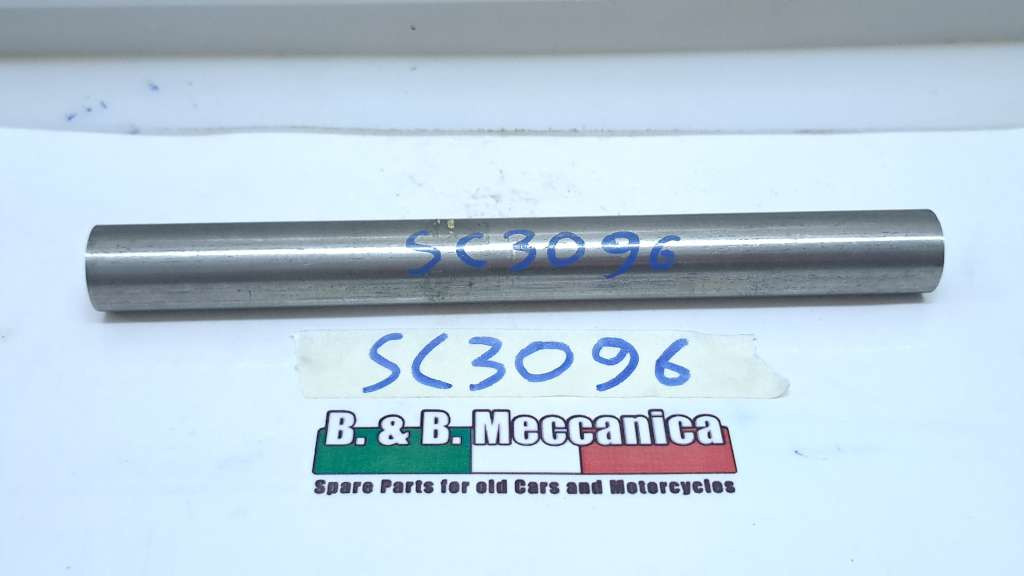 SC3096
SC3096
B. & B. Meccanica
Spare Parts for old Cars and Motorcycles